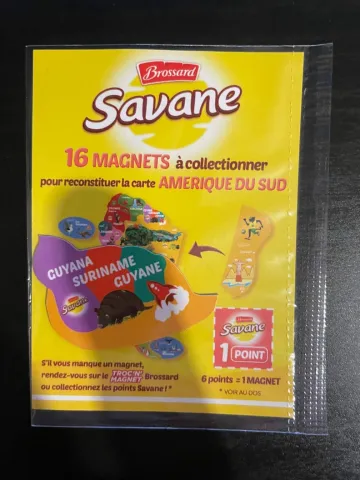 Brossard
Savane
16 MAGNETS à collectionner
pour reconstituer la carte AMERIQUE DU SUD
GUYANA
SURINAME
GUYANE
Savane
Brossard
Savane
1 POINT
S'il vous manque un magnet,
rendez-vous sur le TROC'N' MAGNET Brossard
ou collectionnez les points Savane ! *
6 points = 1 MAGNET
* VOIR AU DOS